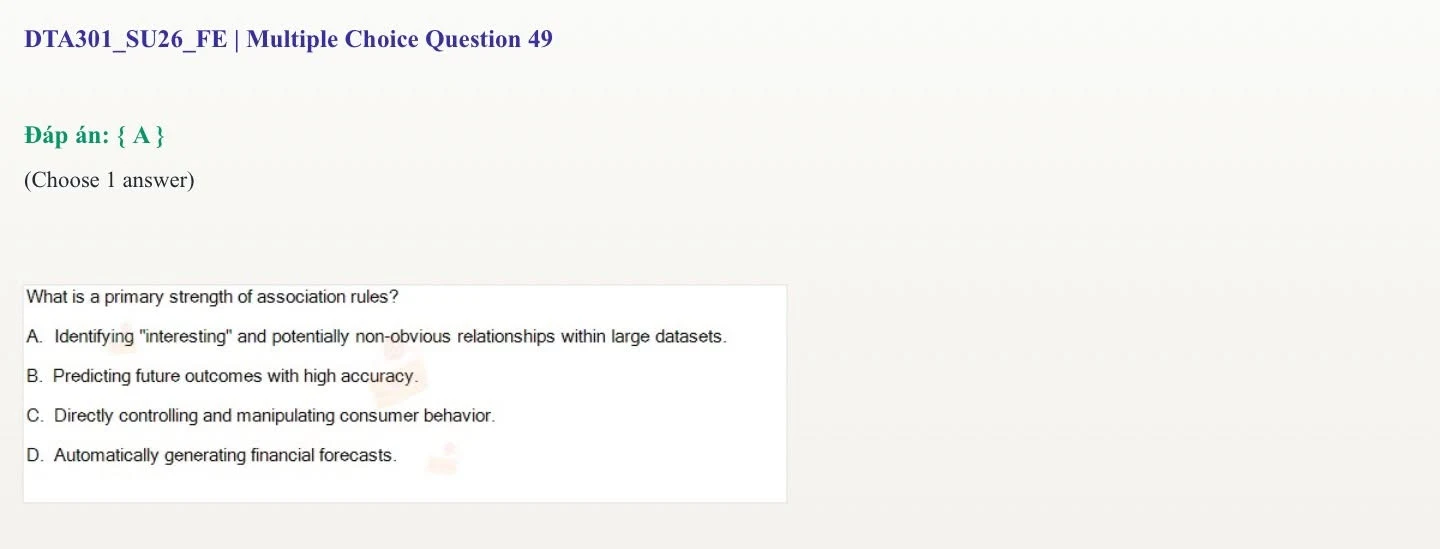 DTA301_SU26_FE | Multiple Choice Question 49
Đáp án: { A }
(Choose 1 answer)
What is a primary strength of association rules?
A. Identifying "interesting" and potentially non-obvious relationships within large datasets.
B. Predicting future outcomes with high accuracy.
C. Directly controlling and manipulating consumer behavior.
D. Automatically generating financial forecasts.